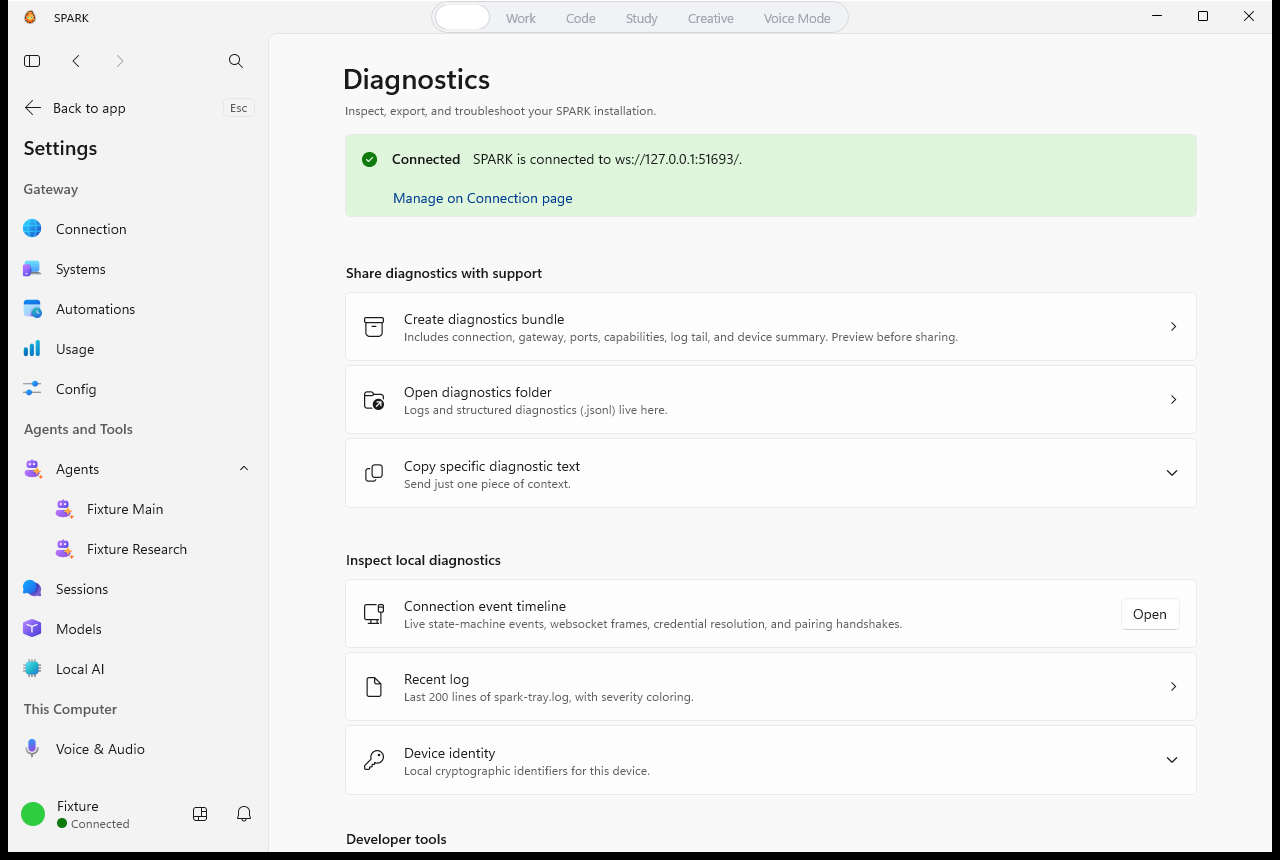 SPARK
Work
Code
Study
Creative
Voice Mode
Back to app
Esc
Settings
Gateway
Connection
Systems
Automations
Usage
Config
Agents and Tools
Agents
Fixture Main
Fixture Research
Sessions
Models
Local AI
This Computer
Voice & Audio
Fixture
Connected
Diagnostics
Inspect, export, and troubleshoot your SPARK installation.
Connected SPARK is connected to ws://127.0.0.1:51693/.
Manage on Connection page
Share diagnostics with support
Create diagnostics bundle
Includes connection, gateway, ports, capabilities, log tail, and device summary. Preview before sharing.
Open diagnostics folder
Logs and structured diagnostics (.jsonl) live here.
Copy specific diagnostic text
Send just one piece of context.
Inspect local diagnostics
Connection event timeline
Live state-machine events, websocket frames, credential resolution, and pairing handshakes.
Open
Recent log
Last 200 lines of spark-tray.log, with severity coloring.
Device identity
Local cryptographic identifiers for this device.
Developer tools